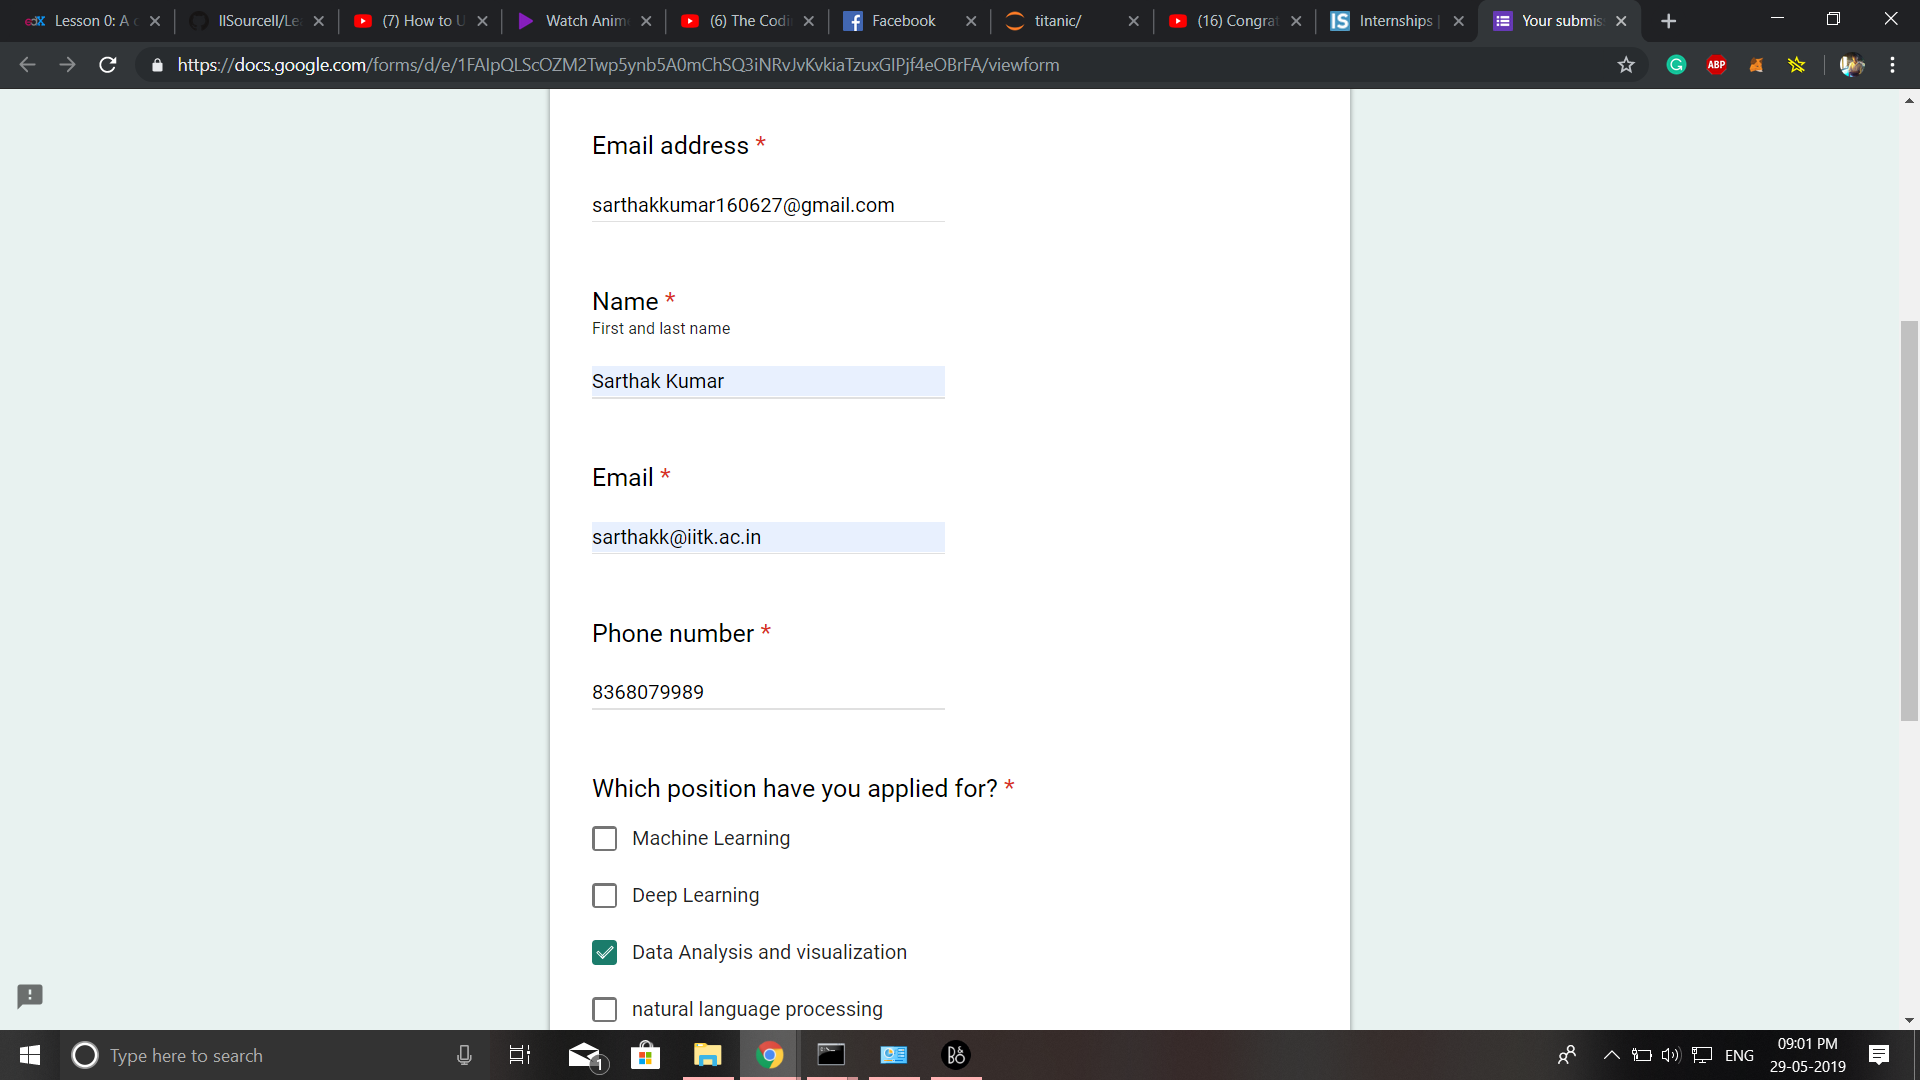 Lesson 0: A c
llSourcell/Le
(7) How to U
Watch Anim
(6) The Codi
Facebook
titanic/
(16) Congrat
Internships |
Your submis
https://docs.google.com/forms/d/e/1FAIpQLScOZM2Twp5ynb5A0mChSQ3iNRvJvKvkiaTzuxGIPjf4eOBrFA/viewform
ABP
Email address *
sarthakkumar160627@gmail.com
Name *
First and last name
Sarthak Kumar
Email *
sarthakk@iitk.ac.in
Phone number *
8368079989
Which position have you applied for? *
Machine Learning
Deep Learning
Data Analysis and visualization
natural language processing
Type here to search
1
ENG
09:01 PM
29-05-2019